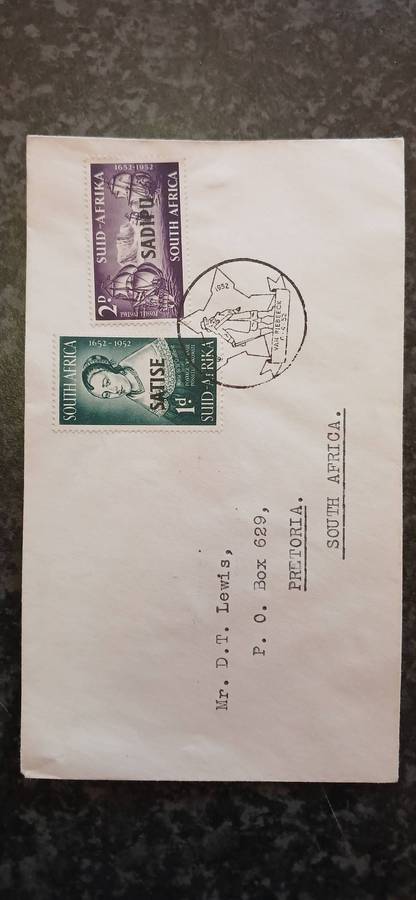 SUID-AFRIKA
1652-1952
SADIPU
2D
SOUTH AFRICA
SOUTH AFRICA
1652-1952
SATISE
1d
SUID-AFRIKA
1952
VAN RIEBEECK
Mr. D.T. Lewis,
P. O. Box 629,
PRETORIA.
SOUTH AFRICA.